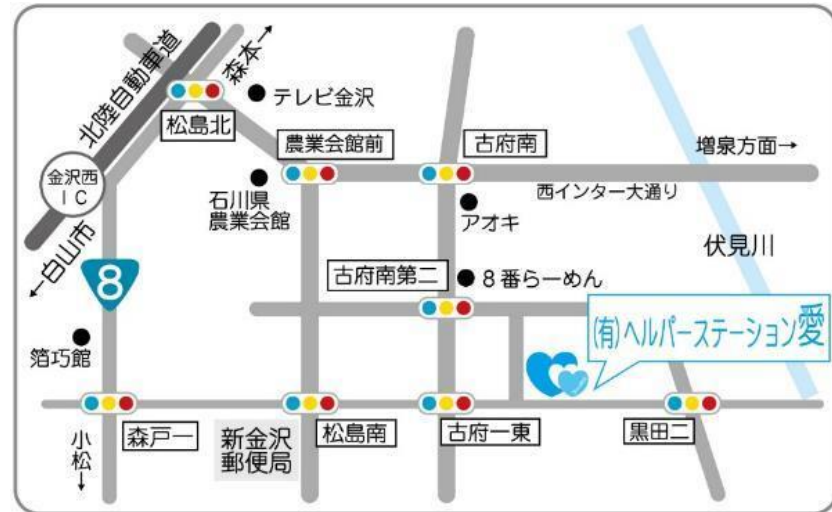 北陸自動車道
森本→
テレビ金沢
松島北
農業会館前
古府南
増泉方面→
金沢西
IC
石川県
農業会館
西インター大通り
アオキ
←白山市
8
伏見川
古府南第二
8番らーめん
(有)ヘルパーステーション愛
箔巧館
小松
↓
森戸一
新金沢
郵便局
松島南
古府一東
黒田二